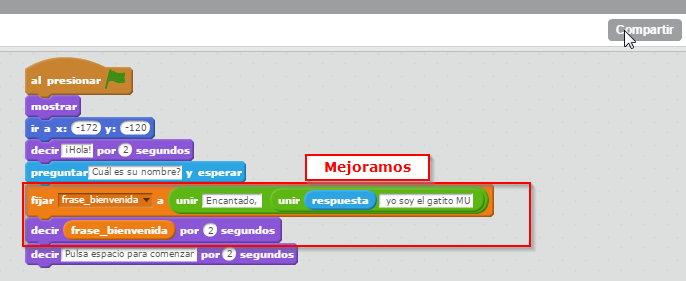 Compartir
al presionar
mostrar
ir a x: -172 y: -120
decir ¡Hola! por 2 segundos
preguntar Cuál es su nombre? y esperar
Mejoramos
fijar frase_bienvenida a unir Encantado, unir respuesta yo soy el gatito MU
decir frase_bienvenida por 2 segundos
decir Pulsa espacio para comenzar por 2 segundos